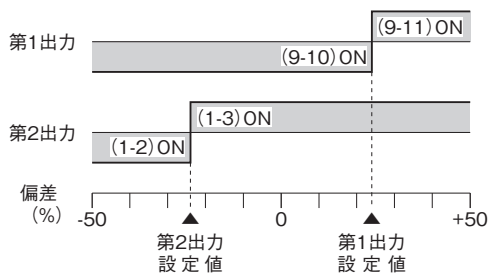 第1出力
(9-11)ON
(9-10)ON
第2出力
(1-3)ON
(1-2)ON
偏差
(%)
-50
0
+50
第2出力
設定値
第1出力
設定値